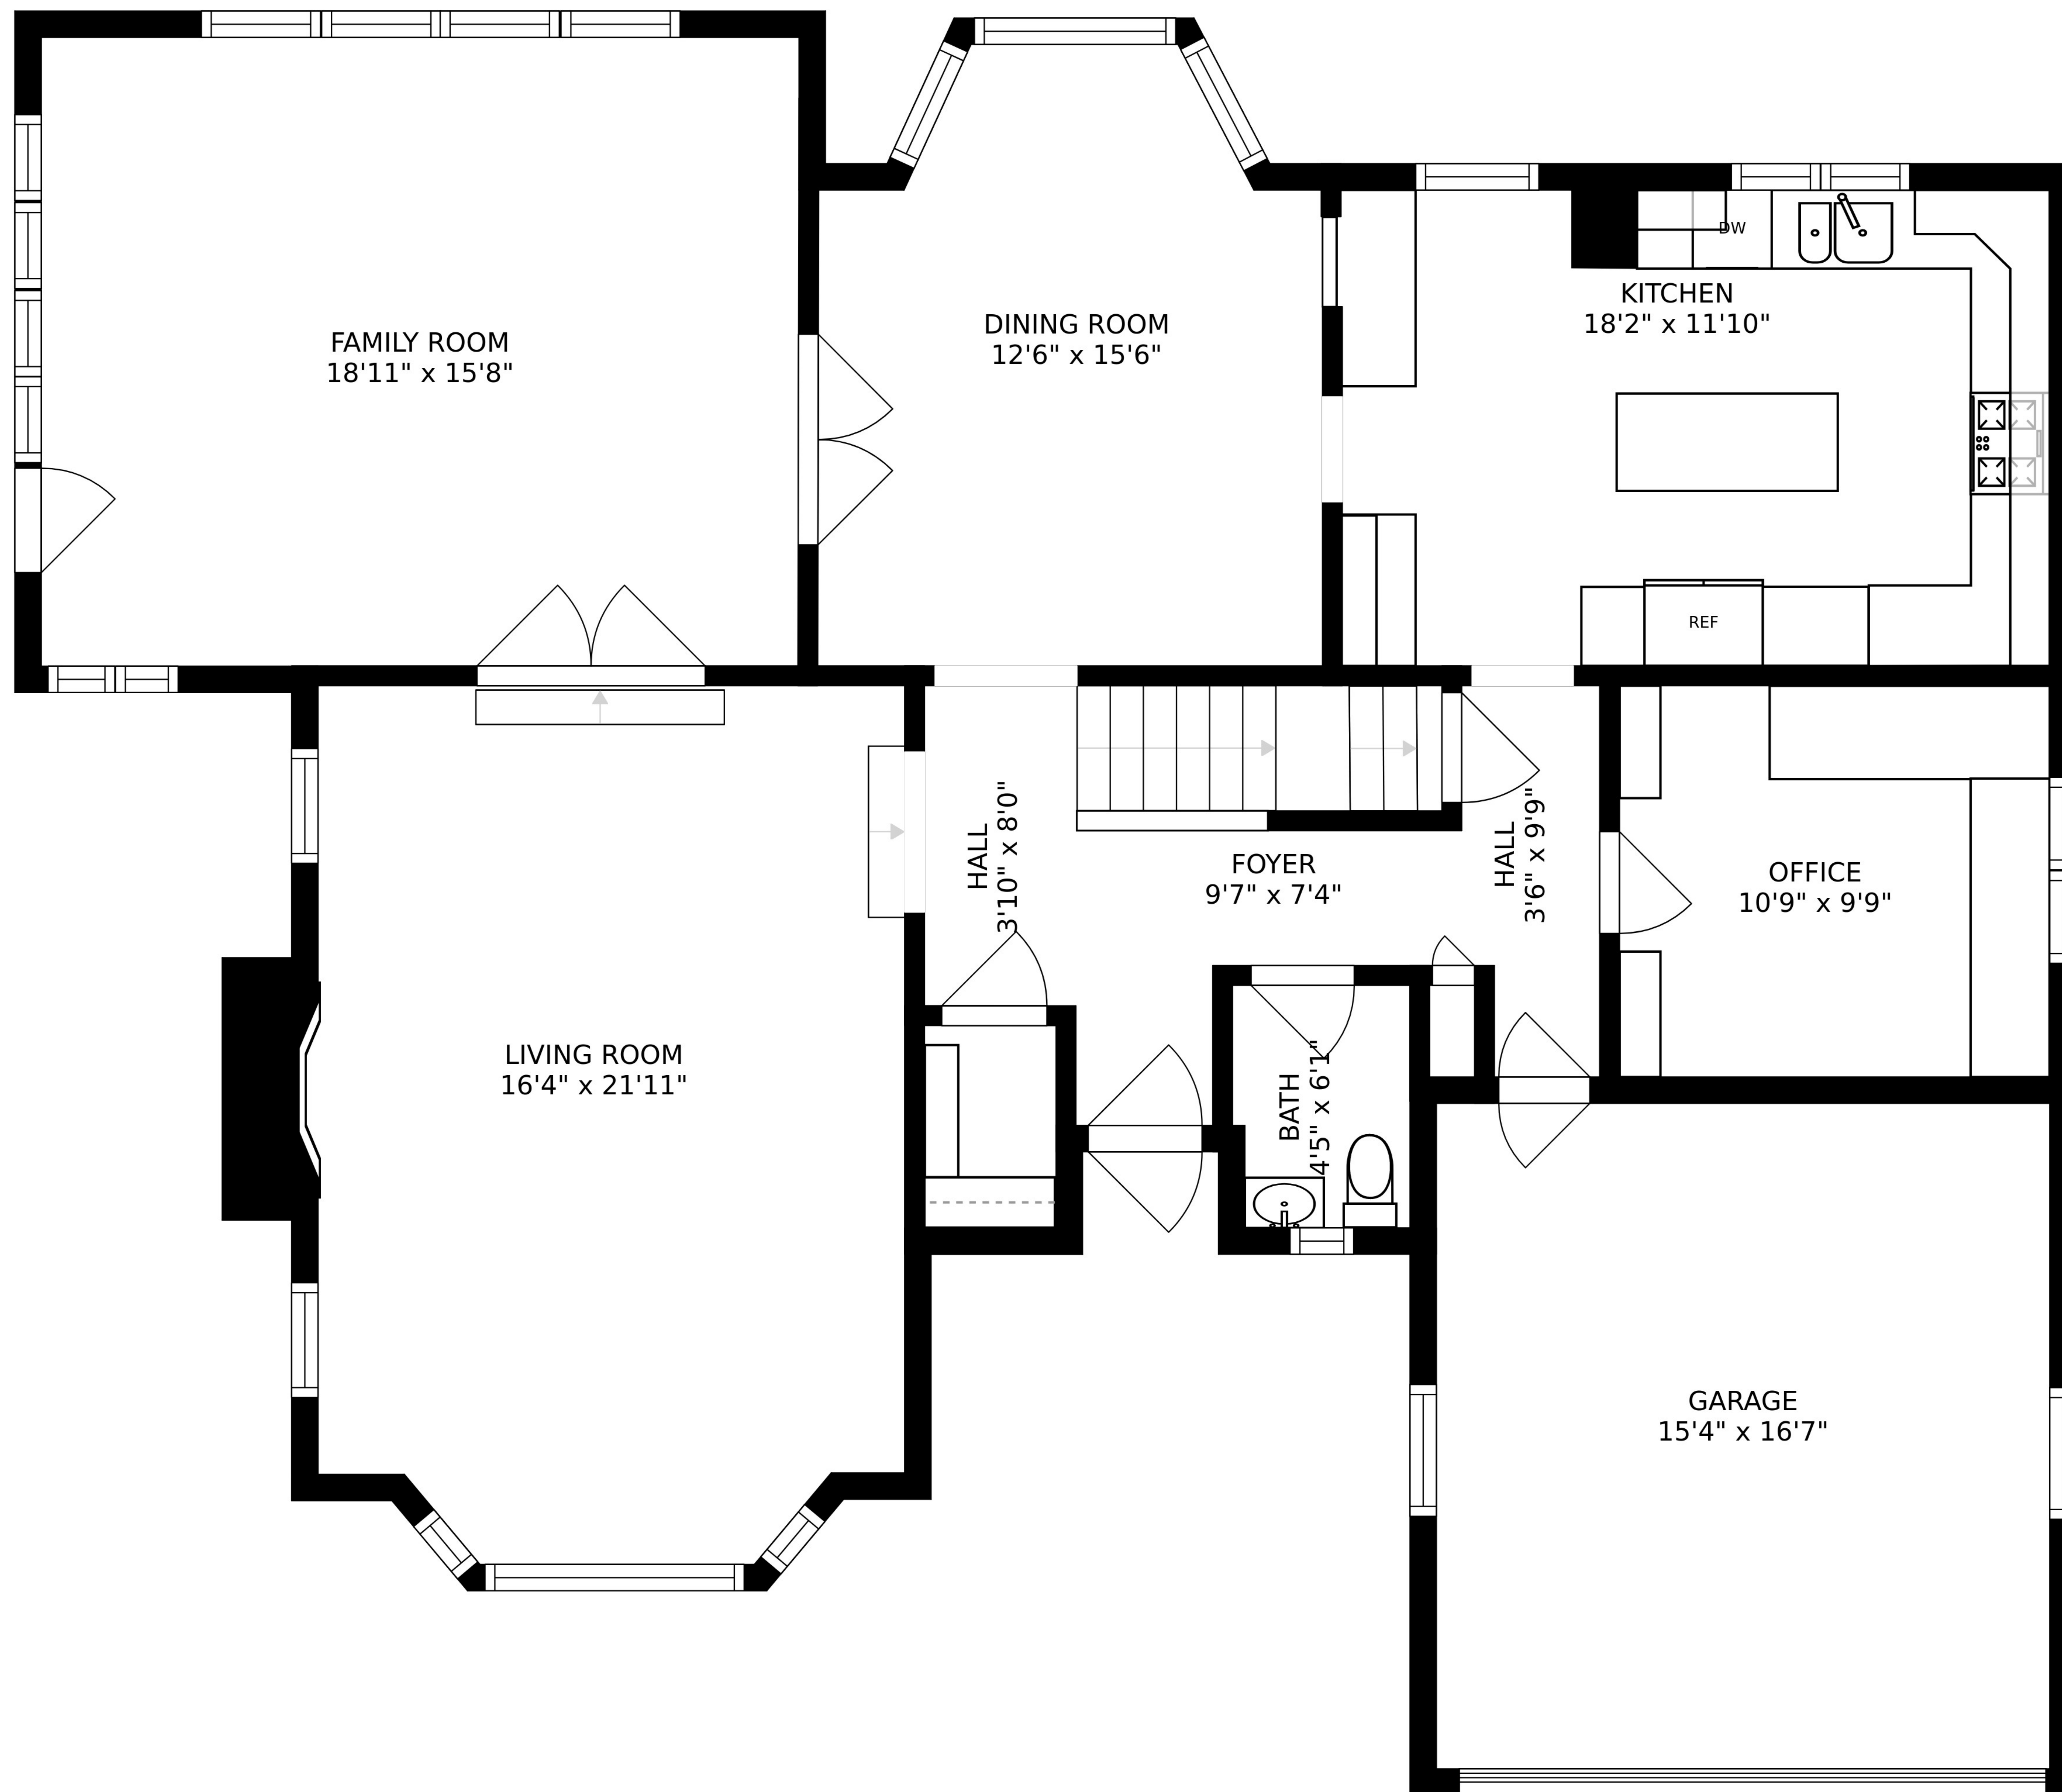 FAMILY ROOM
18'11" x 15'8"
DINING ROOM
12'6" x 15'6"
DW
KITCHEN
18'2" x 11'10"
REF
HALL
3'10" x 8'0"
FOYER
9'7" x 7'4"
HALL
3'6" x 9'9"
OFFICE
10'9" x 9'9"
LIVING ROOM
16'4" x 21'11"
BATH
4'5" x 6'1"
GARAGE
15'4" x 16'7"